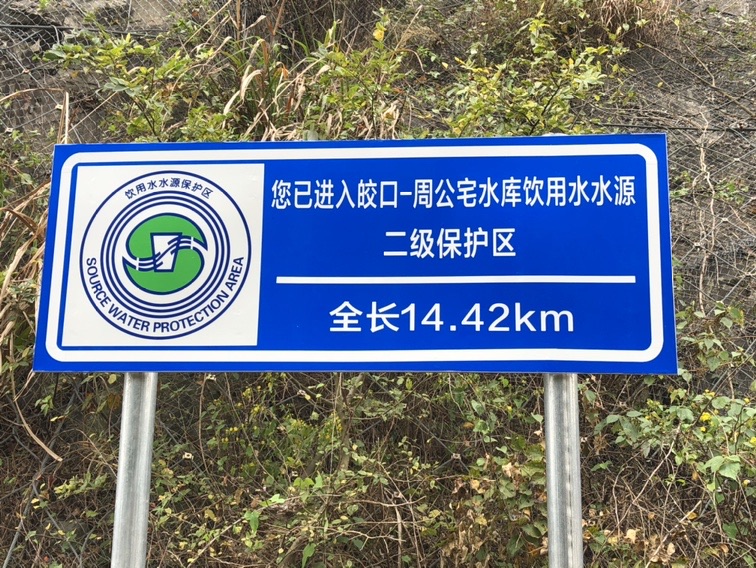 饮用水水源保护区
SOURCE WATER PROTECTION AREA
您已进入皎口-周公宅水库饮用水水源
二级保护区
全长14.42km